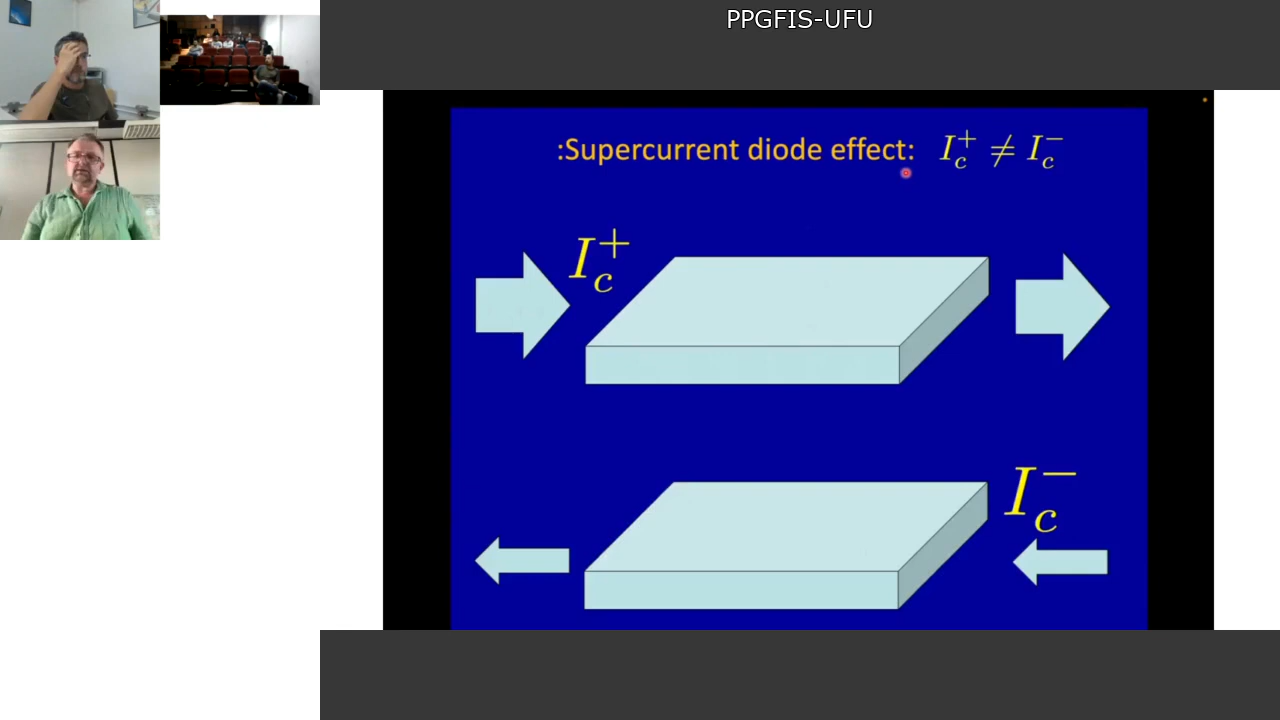 PPGFIS-UFU
:Supercurrent diode effect: I_c^+ ≠ I_c^-
I_c^+
I_c^-